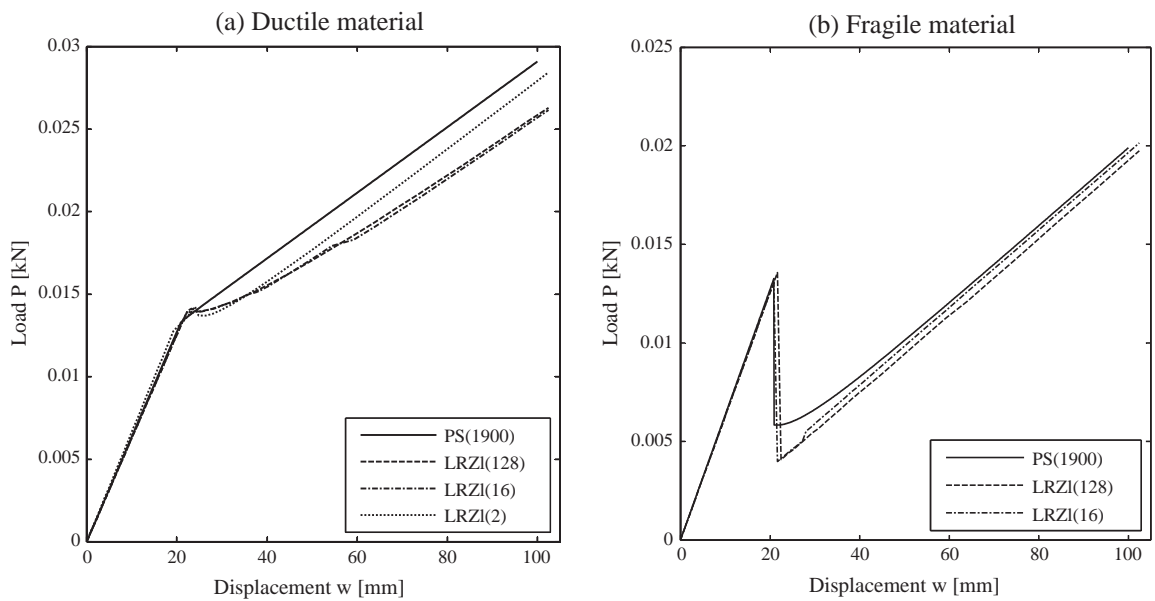 (a) Ductile material
0.03
0.025
0.02
0.015
0.01
0.005
0
Load P [kN]
0 20 40 60 80 100
Displacement w [mm]
PS(1900)
LRZl(128)
LRZl(16)
LRZl(2)
(b) Fragile material
0.025
0.02
0.015
0.01
0.005
0
Load P [kN]
0 20 40 60 80 100
Displacement w [mm]
PS(1900)
LRZl(128)
LRZl(16)